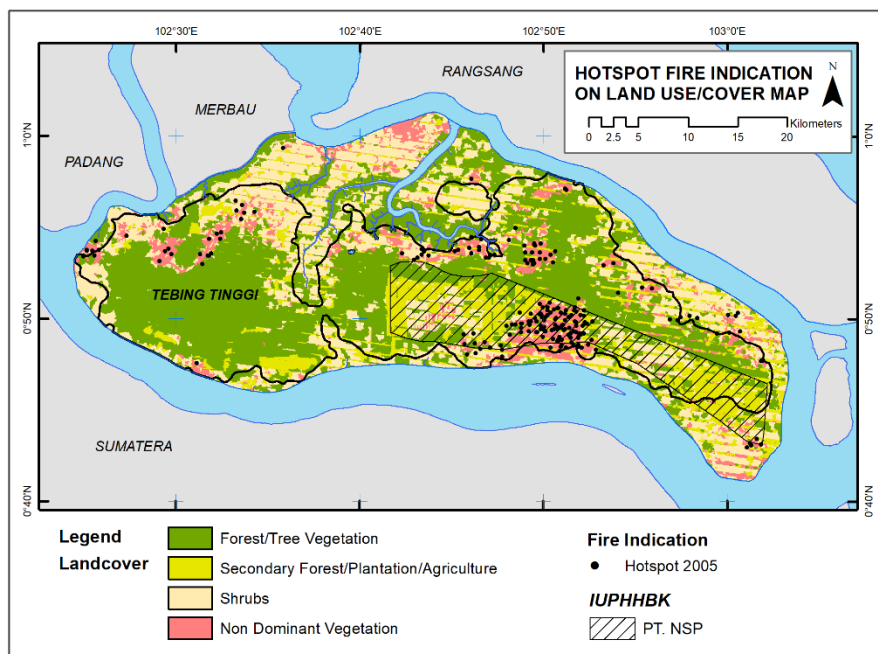 102°30'E 102°40'E 102°50'E 103°0'E
RANGSANG
MERBAU
PADANG
HOTSPOT FIRE INDICATION
ON LAND USE/COVER MAP
N
Kilometers
0 2.5 5 10 15 20
1°0'N 1°0'N
TEBING TINGGI
0°50'N 0°50'N
SUMATERA
0°40'N 0°40'N
Legend
Landcover
Forest/Tree Vegetation
Secondary Forest/Plantation/Agriculture
Shrubs
Non Dominant Vegetation
Fire Indication
Hotspot 2005
IUPHHBK
PT. NSP